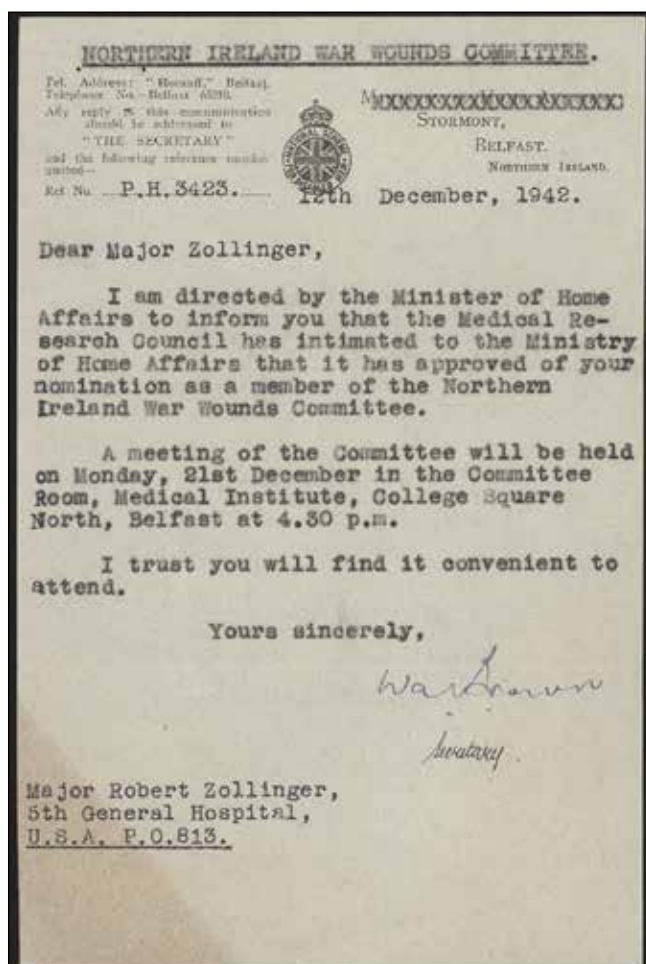 NORTHERN IRELAND WAR WOUNDS COMMITTEE.
Tel. Address: "Homaff," Belfast.
Telephone No. Belfast
Any reply to this communication
should be addressed to
"THE SECRETARY"
and the following reference number
quoted—
Ref No. P.H.3423.
STORMONT,
BELFAST.
NORTHERN IRELAND.
12th December, 1942.
Dear Major Zollinger,
I am directed by the Minister of Home
Affairs to inform you that the Medical Re-
search Council has intimated to the Ministry
of Home Affairs that it has approved of your
nomination as a member of the Northern
Ireland War Wounds Committee.
A meeting of the Committee will be held
on Monday, 21st December in the Committee
Room, Medical Institute, College Square
North, Belfast at 4.30 p.m.
I trust you will find it convenient to
attend.
Yours sincerely,
Secretary.
Major Robert Zollinger,
5th General Hospital,
U.S.A. P.O.813.